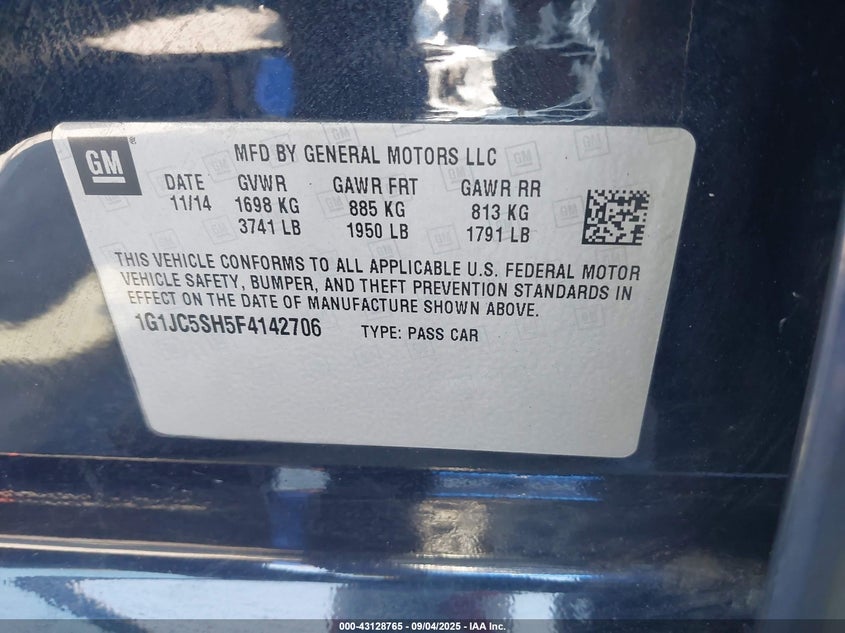 GM
MFD BY GENERAL MOTORS LLC
DATE GVWR GAWR FRT GAWR RR
11/14 1698 KG 885 KG 813 KG
3741 LB 1950 LB 1791 LB
THIS VEHICLE CONFORMS TO ALL APPLICABLE U.S. FEDERAL MOTOR
VEHICLE SAFETY, BUMPER, AND THEFT PREVENTION STANDARDS IN
EFFECT ON THE DATE OF MANUFACTURE SHOWN ABOVE.
1G1JC5SH5F4142706 TYPE: PASS CAR
000-43128765 - 09/04/2025 - IAA Inc.